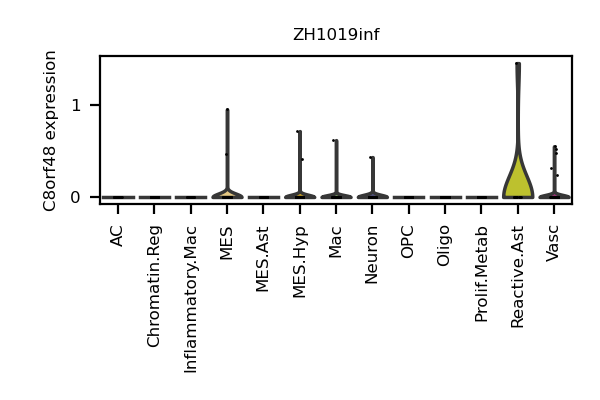 ZH1019inf
C8orf48 expression
1
0
AC
Chromatin.Reg
Inflammatory.Mac
MES
MES.Ast
MES.Hyp
Mac
Neuron
OPC
Oligo
Prolif.Metab
Reactive.Ast
Vasc